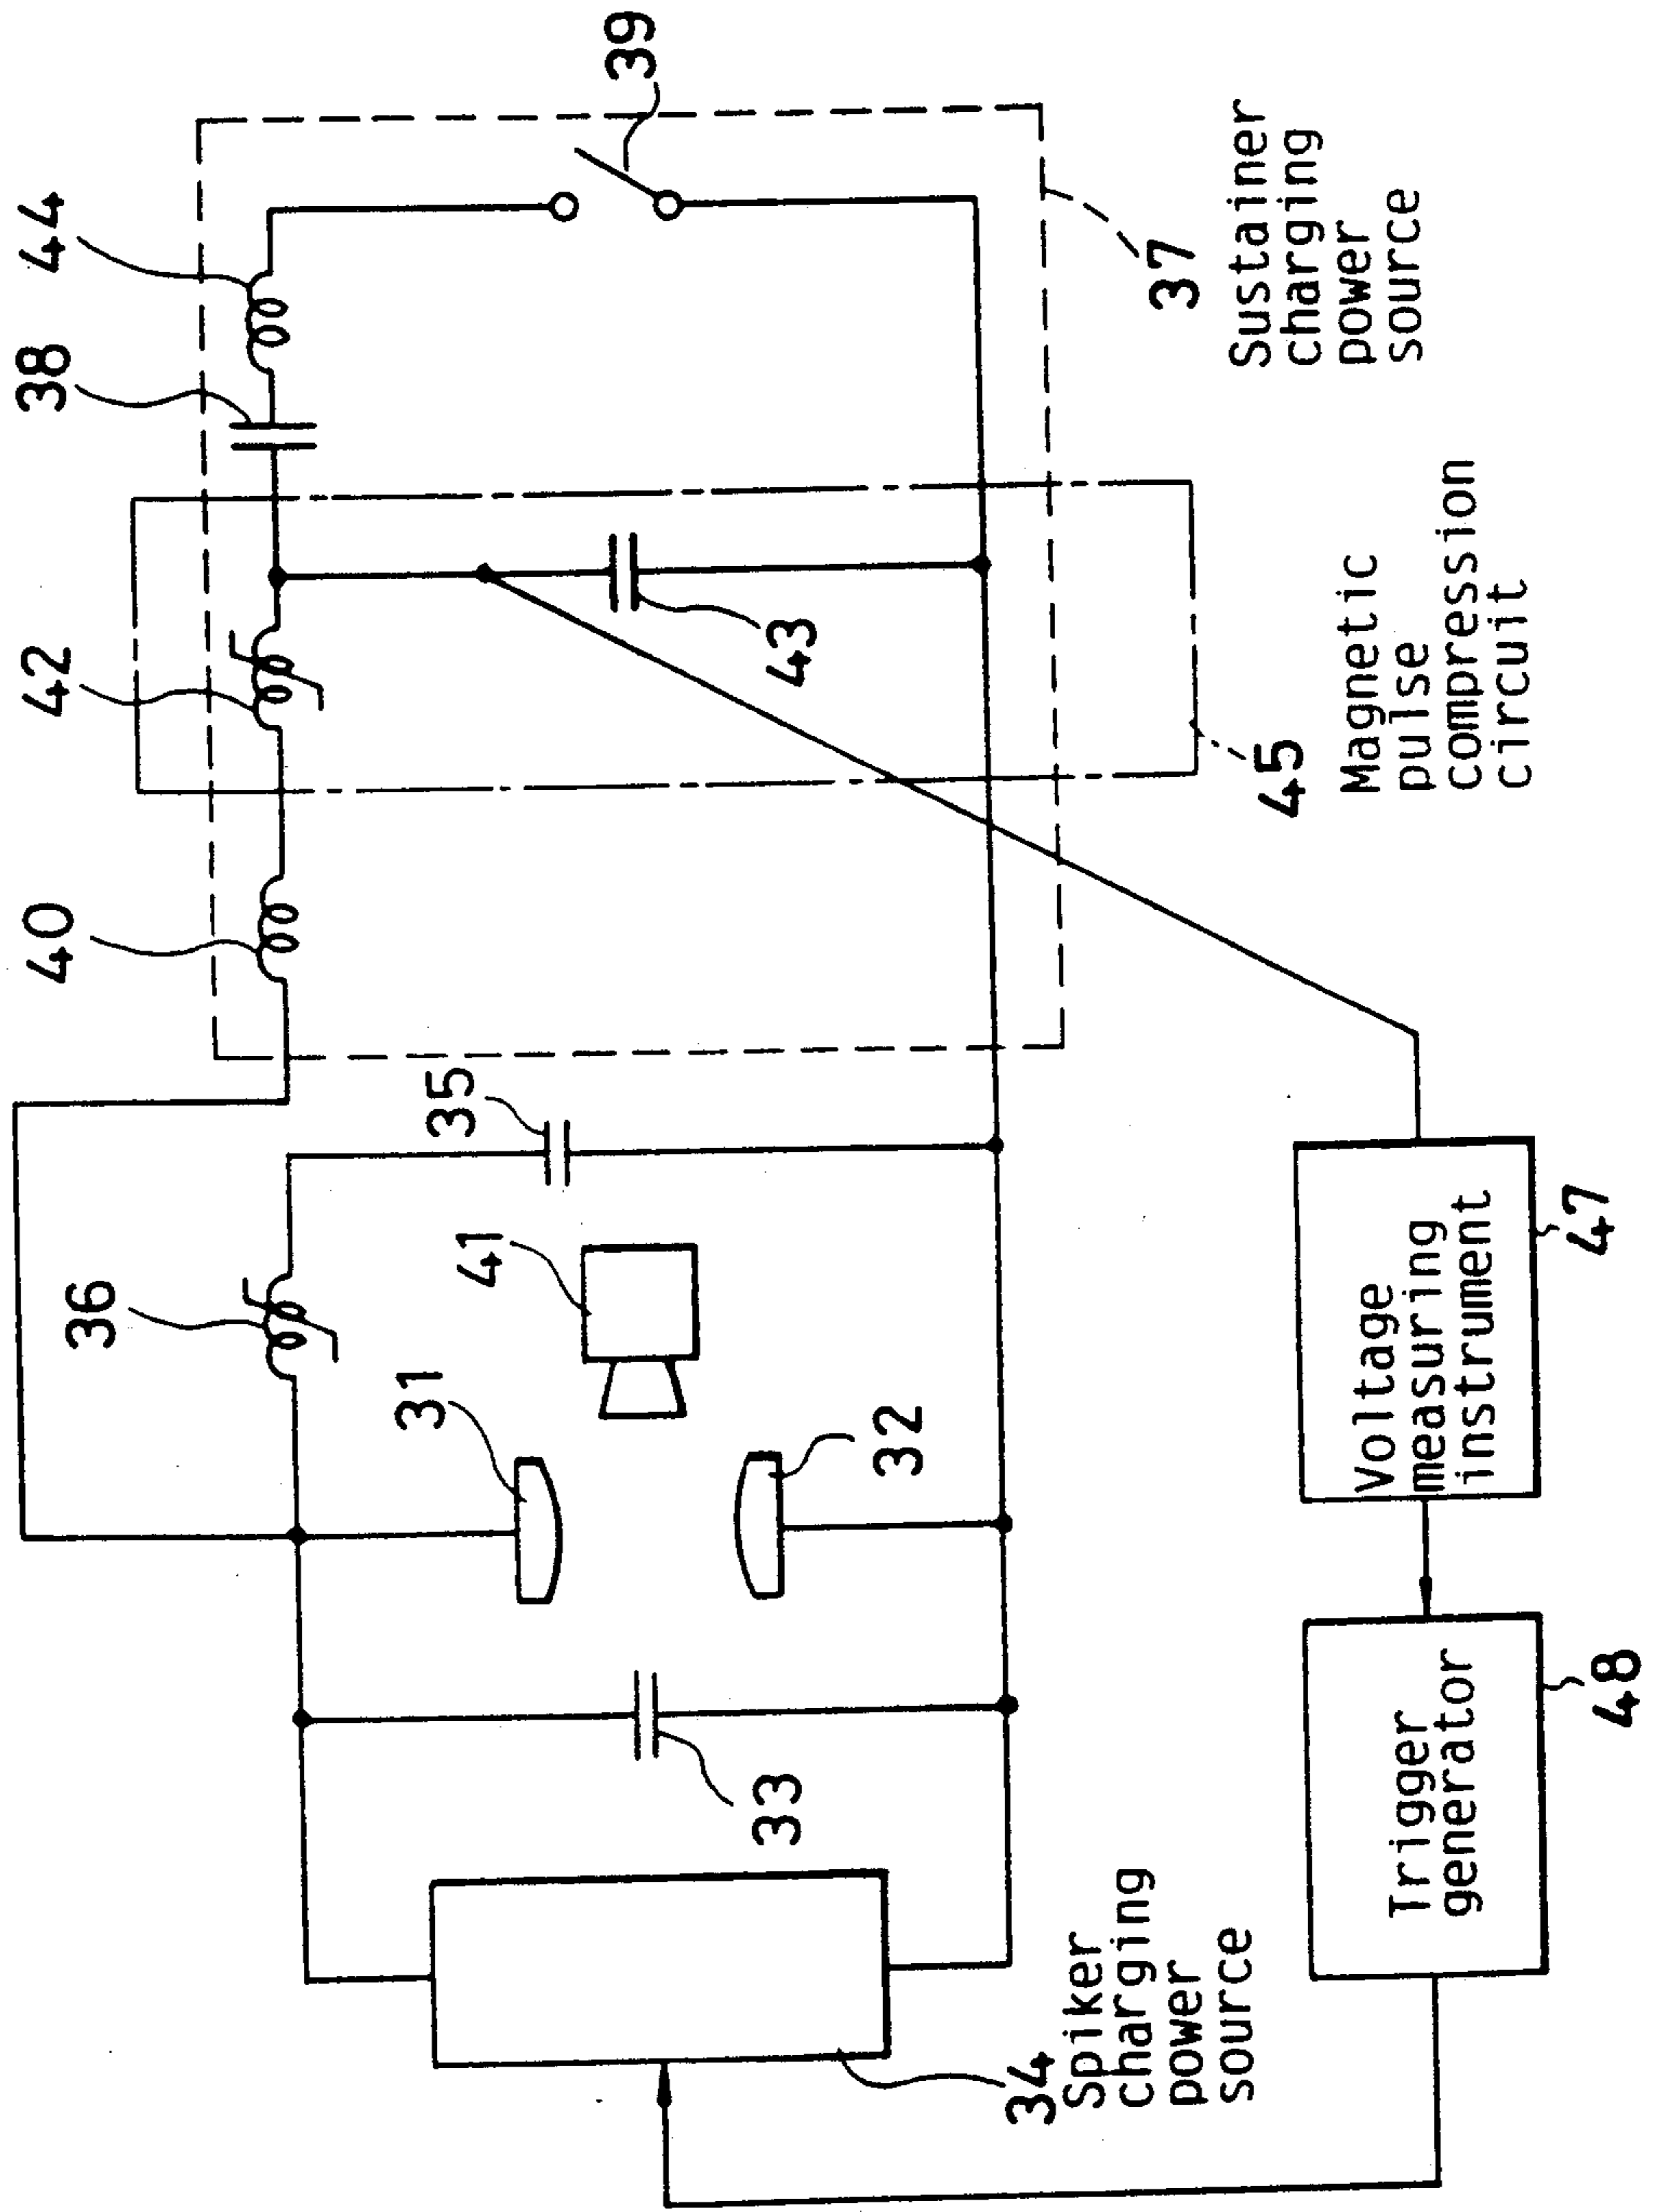 40
42
38
44
39
36
35
31
41
32
33
43
34
Spiker
charging
power
source
45
Magnetic
pulse
compression
circuit
37
Sustainer
charging
power
source
Trigger
generator
48
Voltage
measuring
instrument
47